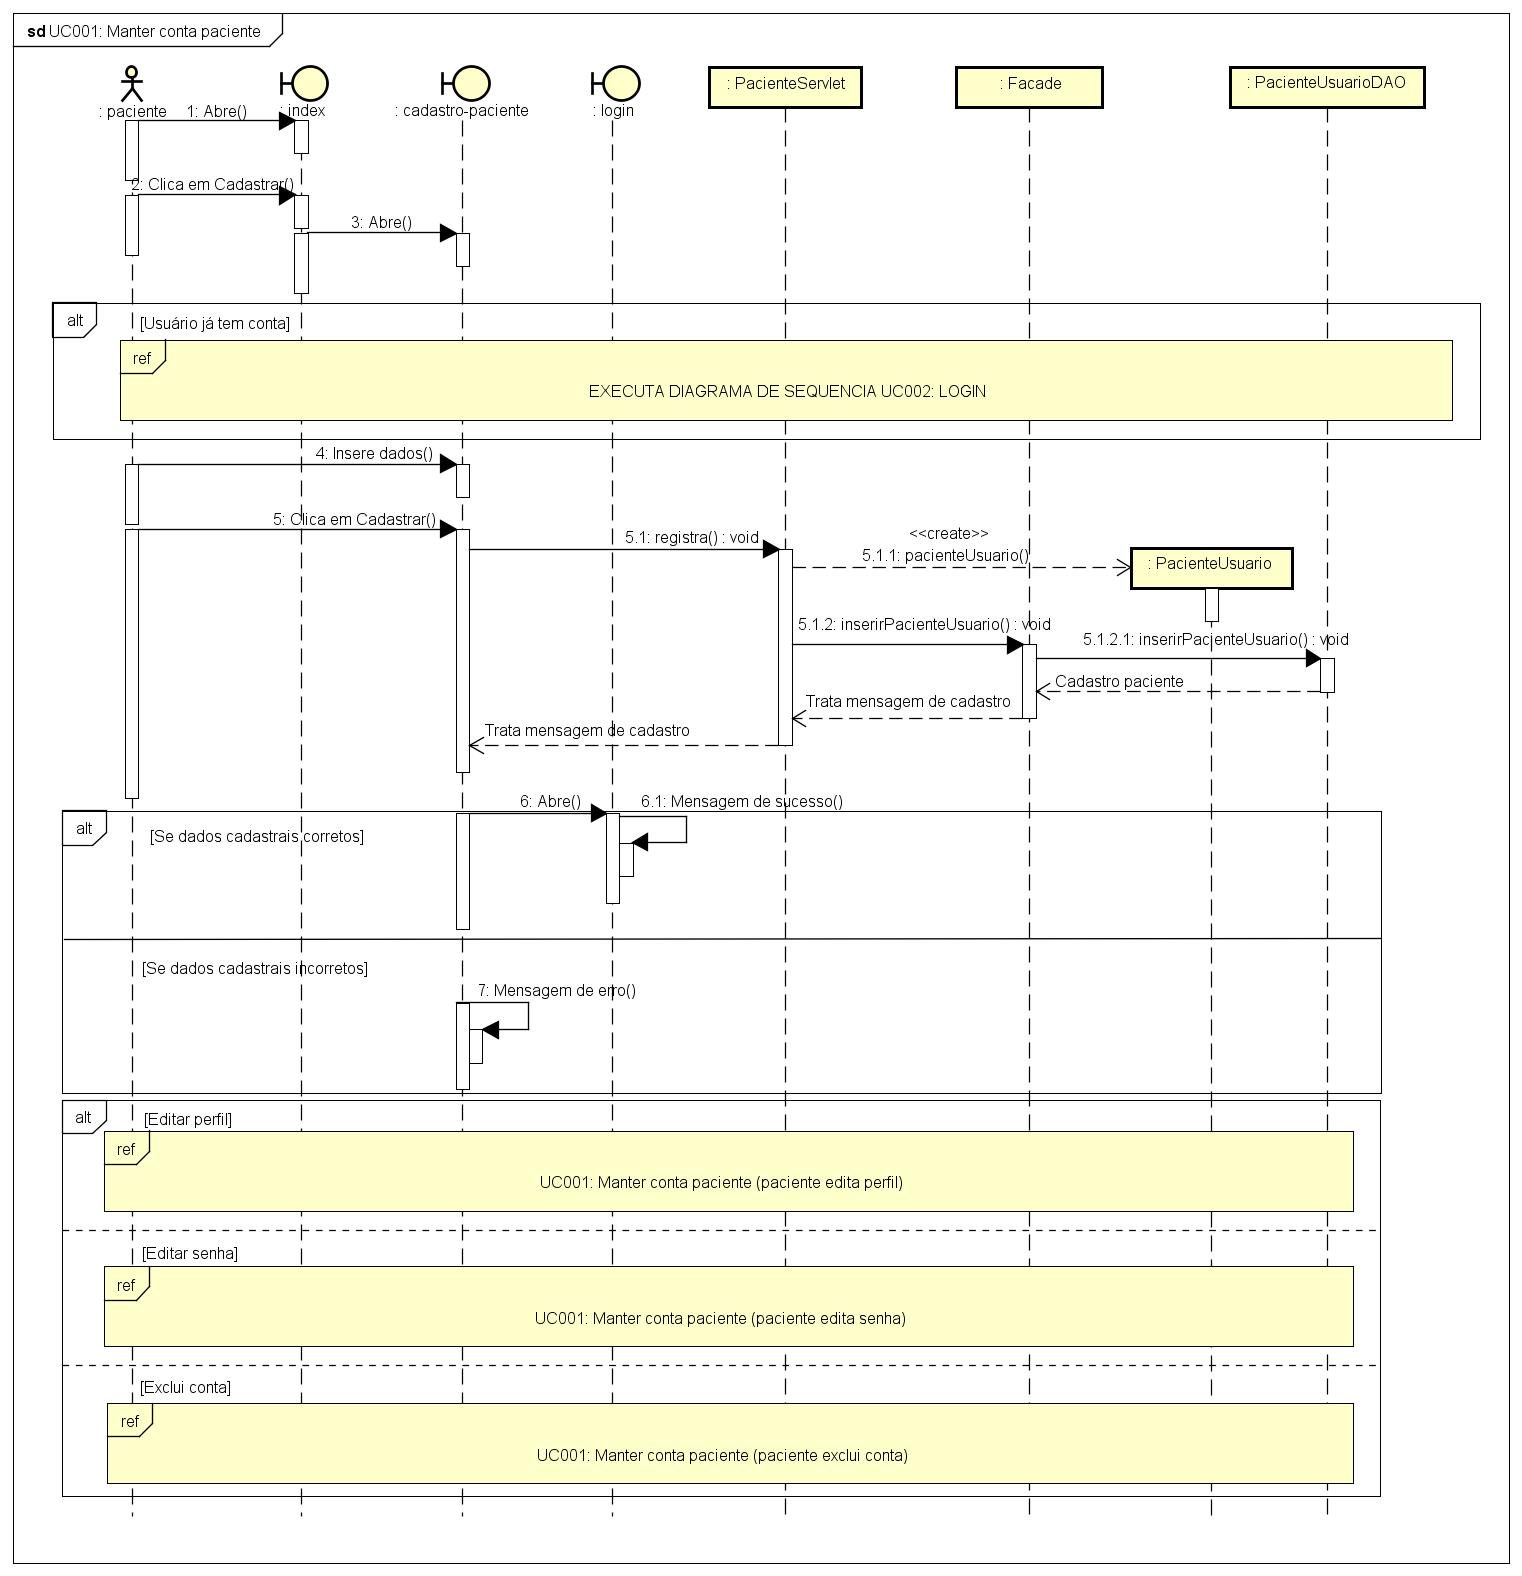 sd UC001: Manter conta paciente
: paciente
: index
: cadastro-paciente
: login
: PacienteServlet
: Facade
: PacienteUsuarioDAO
1: Abre()
2: Clica em Cadastrar()
3: Abre()
alt
[Usuário já tem conta]
ref
EXECUTA DIAGRAMA DE SEQUENCIA UC002: LOGIN
4: Insere dados()
5: Clica em Cadastrar()
5.1: registra() : void
<<create>>
5.1.1: pacienteUsuario()
: PacienteUsuario
5.1.2: inserirPacienteUsuario() : void
5.1.2.1: inserirPacienteUsuario() : void
Cadastro paciente
Trata mensagem de cadastro
Trata mensagem de cadastro
6: Abre()
6.1: Mensagem de sucesso()
alt
[Se dados cadastrais corretos]
[Se dados cadastrais incorretos]
7: Mensagem de erro()
alt
[Editar perfil]
ref
UC001: Manter conta paciente (paciente edita perfil)
[Editar senha]
ref
UC001: Manter conta paciente (paciente edita senha)
[Exclui conta]
ref
UC001: Manter conta paciente (paciente exclui conta)